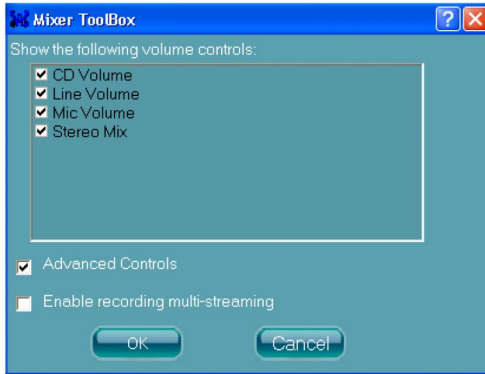 Mixer ToolBox
Show the following volume controls:
CD Volume
Line Volume
Mic Volume
Stereo Mix
Advanced Controls
Enable recording multi-streaming
OK
Cancel